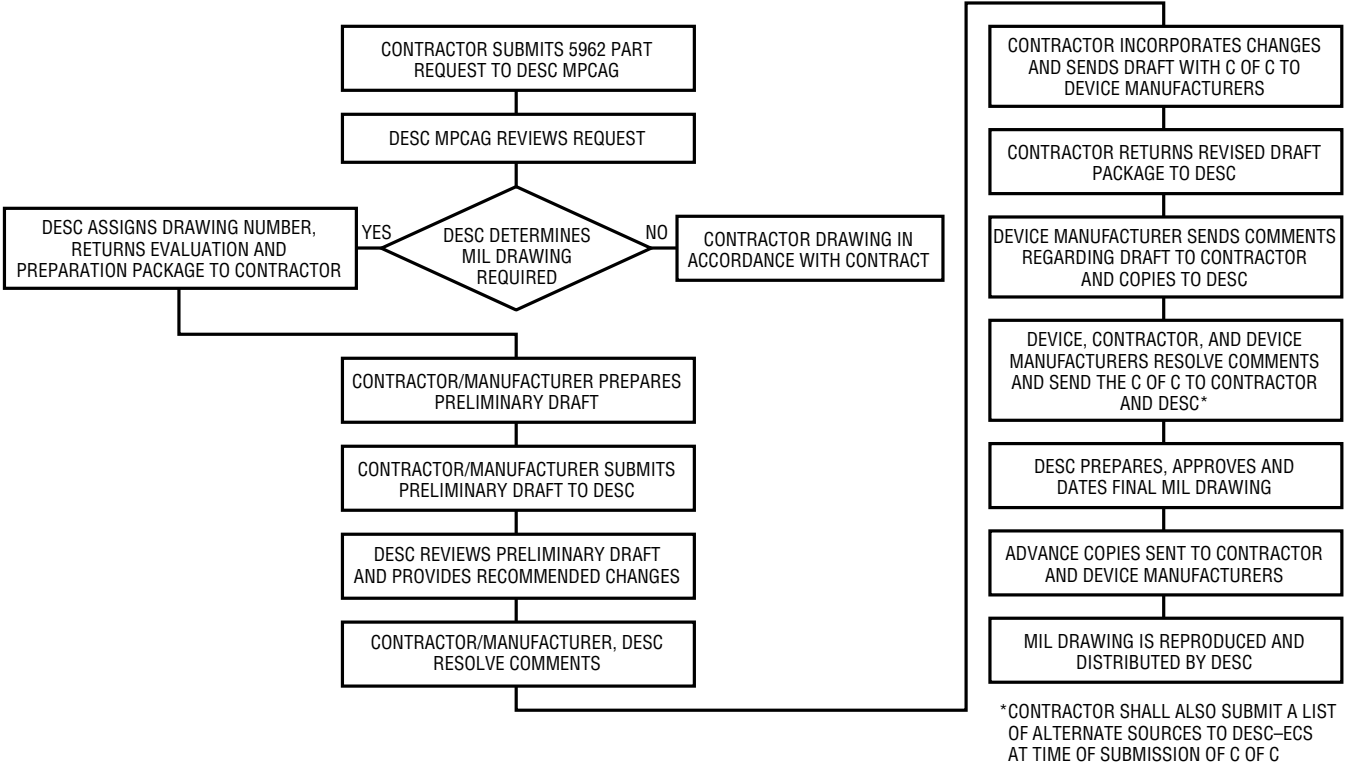 CONTRACTOR SUBMITS 5962 PART
REQUEST TO DESC MPCAG
DESC MPCAG REVIEWS REQUEST
DESC DETERMINES
MIL DRAWING
REQUIRED
YES
NO
DESC ASSIGNS DRAWING NUMBER,
RETURNS EVALUATION AND
PREPARATION PACKAGE TO CONTRACTOR
CONTRACTOR DRAWING IN
ACCORDANCE WITH CONTRACT
CONTRACTOR/MANUFACTURER PREPARES
PRELIMINARY DRAFT
CONTRACTOR/MANUFACTURER SUBMITS
PRELIMINARY DRAFT TO DESC
DESC REVIEWS PRELIMINARY DRAFT
AND PROVIDES RECOMMENDED CHANGES
CONTRACTOR/MANUFACTURER, DESC
RESOLVE COMMENTS
CONTRACTOR INCORPORATES CHANGES
AND SENDS DRAFT WITH C OF C TO
DEVICE MANUFACTURERS
CONTRACTOR RETURNS REVISED DRAFT
PACKAGE TO DESC
DEVICE MANUFACTURER SENDS COMMENTS
REGARDING DRAFT TO CONTRACTOR
AND COPIES TO DESC
DEVICE, CONTRACTOR, AND DEVICE
MANUFACTURERS RESOLVE COMMENTS
AND SEND THE C OF C TO CONTRACTOR
AND DESC*
DESC PREPARES, APPROVES AND
DATES FINAL MIL DRAWING
ADVANCE COPIES SENT TO CONTRACTOR
AND DEVICE MANUFACTURERS
MIL DRAWING IS REPRODUCED AND
DISTRIBUTED BY DESC
*CONTRACTOR SHALL ALSO SUBMIT A LIST
OF ALTERNATE SOURCES TO DESC–ECS
AT TIME OF SUBMISSION OF C OF C